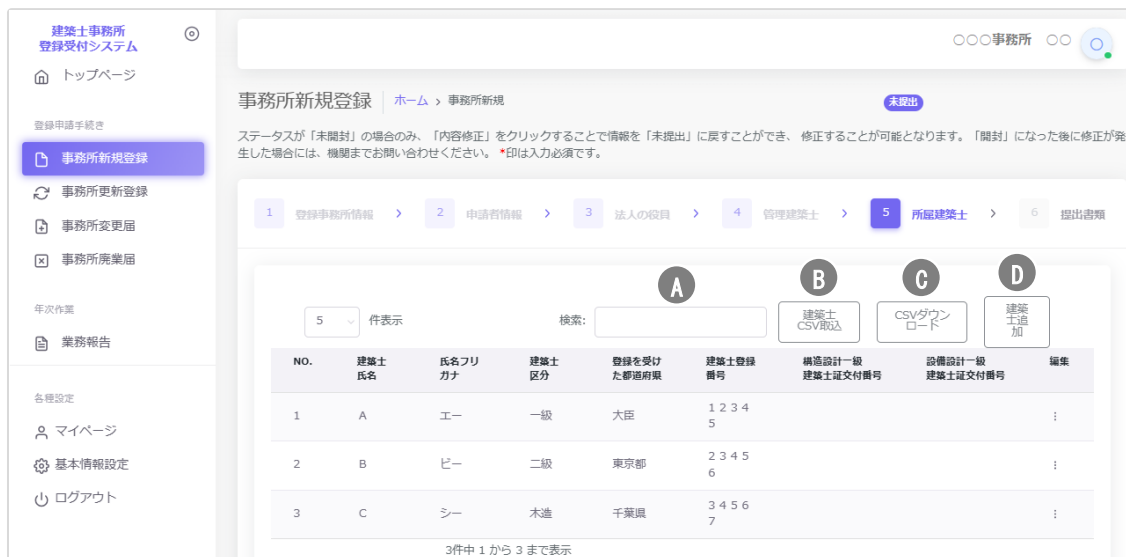 建築士事務所
登録受付システム
トップページ
登録申請手続き
事務所新規登録
事務所更新登録
事務所変更届
事務所廃業届
年次作業
業務報告
各種設定
マイページ
基本情報設定
ログアウト
○○○事務所 ○○ ○
事務所新規登録 ホーム > 事務所新規 未提出
ステータスが「未開封」の場合のみ、「内容修正」をクリックすることで情報を「未提出」に戻すことができ、 修正することが可能となります。「開封」になった後に修正が発
生した場合には、機関までお問い合わせください。 *印は入力必須です。
1 登録事務所情報 > 2 申請者情報 > 3 法人の役員 > 4 管理建築士 > 5 所属建築士 > 6 提出書類
A B C D
5 件表示 検索:
建築士
CSV取込
CSVダウン
ロード
建築
士追
加
NO. 建築士 氏名フリ 建築士 登録を受け 建築士登録 構造設計一級 設備設計一級 編集
氏名 ガナ 区分 た都道府県 番号 建築士証交付番号 建築士証交付番号
1 A エー 一級 大臣 1 2 3 4
5
2 B ビー 二級 東京都 2 3 4 5
6
3 C シー 木造 千葉県 3 4 5 6
7
3件中 1 から 3 まで表示